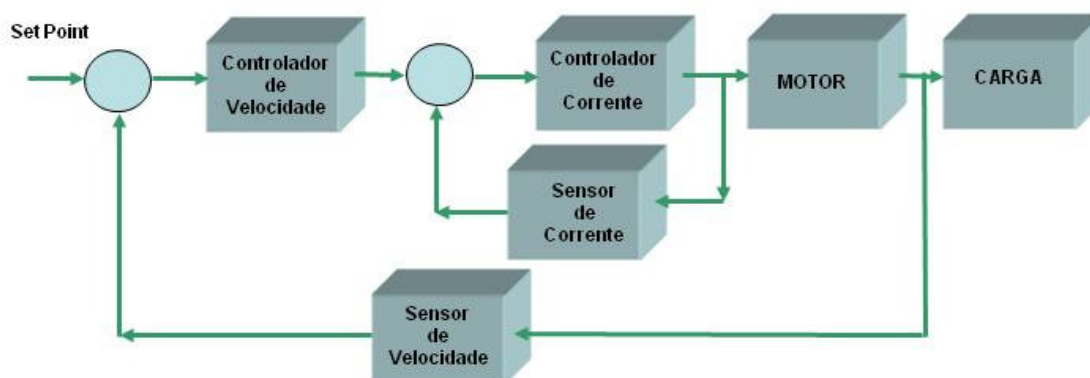 Set Point
Controlador
de
Velocidade
Controlador
de
Corrente
MOTOR
CARGA
Sensor
de
Corrente
Sensor
de
Velocidade